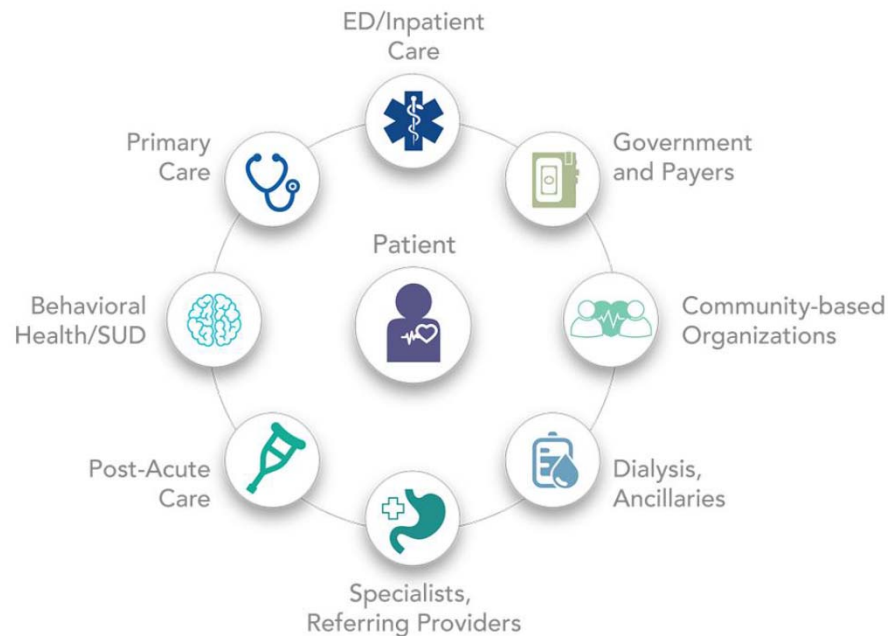 ED/Inpatient
Care
Primary
Care
Government
and Payers
Patient
Behavioral
Health/SUD
Community-based
Organizations
Post-Acute
Care
Dialysis,
Ancillaries
Specialists,
Referring Providers